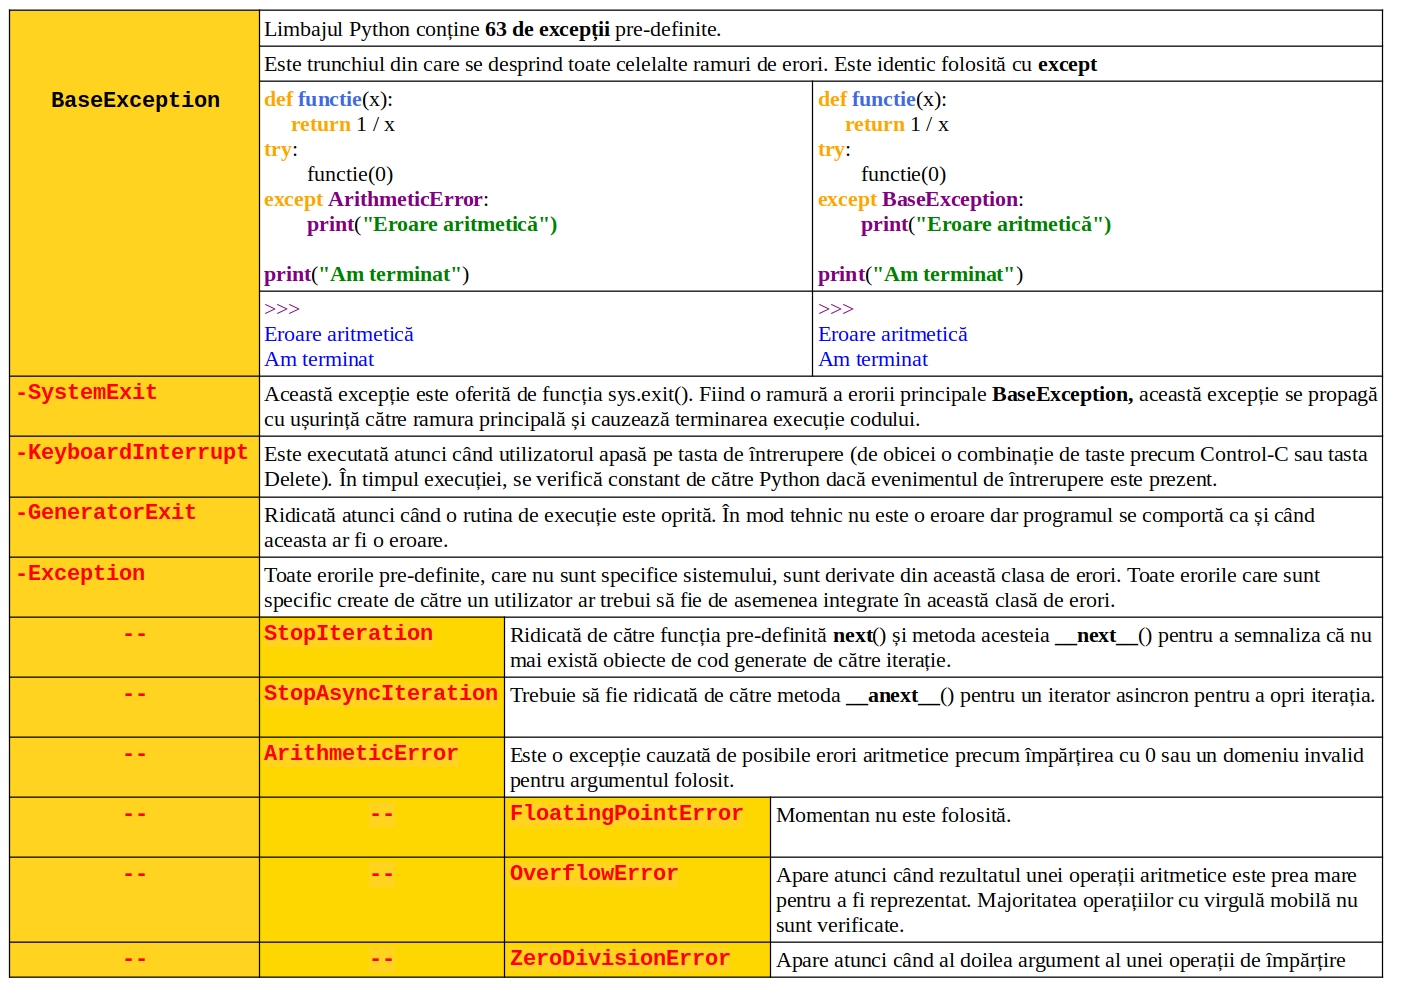 BaseException
Limbajul Python conține 63 de excepții pre-definite.
Este trunchiul din care se desprind toate celelalte ramuri de erori. Este identic folosită cu except
def functie(x):
return 1 / x
try:
functie(0)
except ArithmeticError:
print("Eroare aritmetică")
print("Am terminat")
def functie(x):
return 1 / x
try:
functie(0)
except BaseException:
print("Eroare aritmetică")
print("Am terminat")
>>>
Eroare aritmetică
Am terminat
>>>
Eroare aritmetică
Am terminat
-SystemExit
Această excepție este oferită de funcția sys.exit(). Fiind o ramură a erorii principale BaseException, această excepție se propagă
cu ușurință către ramura principală și cauzează terminarea execuție codului.
-KeyboardInterrupt
Este executată atunci când utilizatorul apasă pe tasta de întrerupere (de obicei o combinație de taste precum Control-C sau tasta
Delete). În timpul execuției, se verifică constant de către Python dacă evenimentul de întrerupere este prezent.
-GeneratorExit
Ridicată atunci când o rutina de execuție este oprită. În mod tehnic nu este o eroare dar programul se comportă ca și când
aceasta ar fi o eroare.
-Exception
Toate erorile pre-definite, care nu sunt specifice sistemului, sunt derivate din această clasa de erori. Toate erorile care sunt
specific create de către un utilizator ar trebui să fie de asemenea integrate în această clasă de erori.
--
StopIteration
Ridicată de către funcția pre-definită next() și metoda acesteia __next__() pentru a semnaliza că nu
mai există obiecte de cod generate de către iterație.
--
StopAsyncIteration
Trebuie să fie ridicată de către metoda __anext__() pentru un iterator asincron pentru a opri iterația.
--
ArithmeticError
Este o excepție cauzată de posibile erori aritmetice precum împărțirea cu 0 sau un domeniu invalid
pentru argumentul folosit.
--
--
FloatingPointError
Momentan nu este folosită.
--
--
OverflowError
Apare atunci când rezultatul unei operații aritmetice este prea mare
pentru a fi reprezentat. Majoritatea operațiilor cu virgulă mobilă nu
sunt verificate.
--
--
ZeroDivisionError
Apare atunci când al doilea argument al unei operații de împărțire